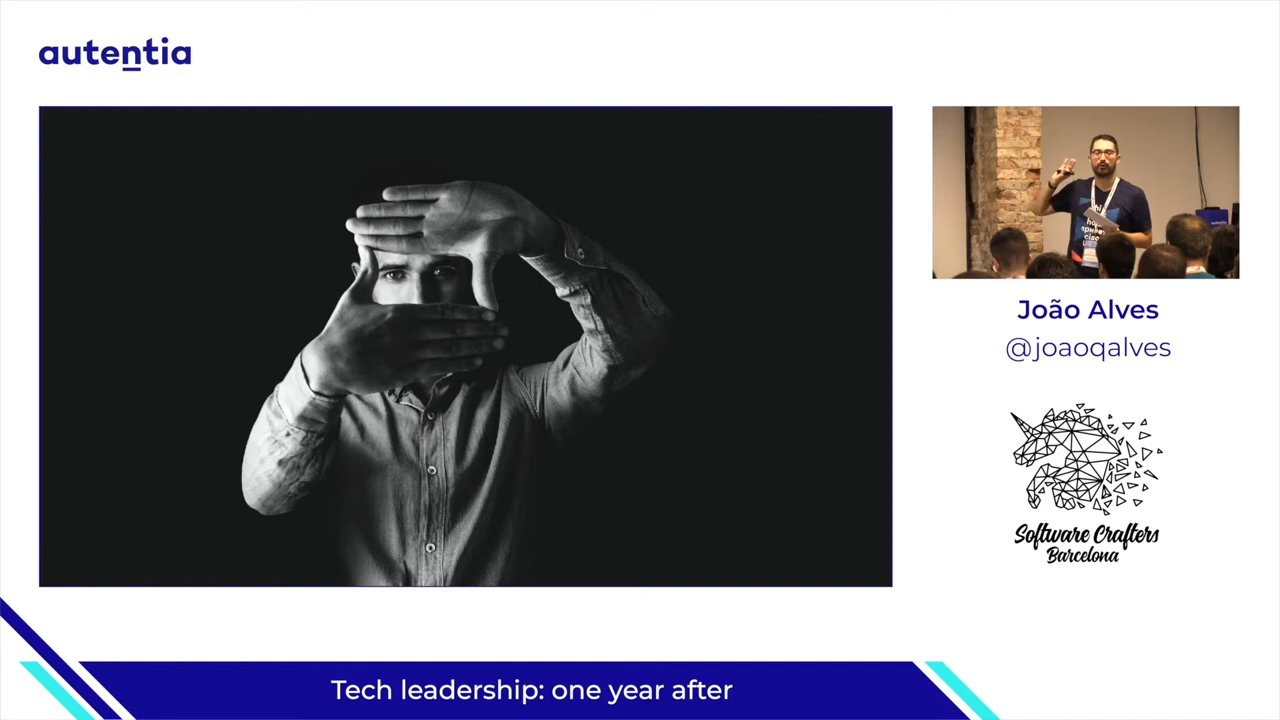 autentia
João Alves
@joaoqalves
Software Crafters
Barcelona
Tech leadership: one year after